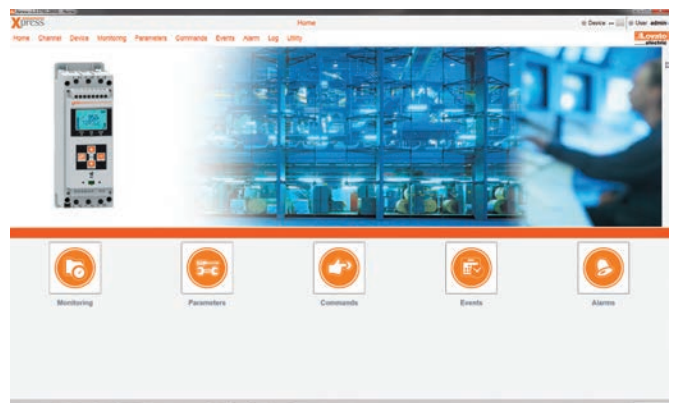 Xpress
Home
Device
User admin
Home Channel Device Monitoring Parameters Commands Events Alarm Log Utility
Lovato
electric
Monitoring
Parameters
Commands
Events
Alarms